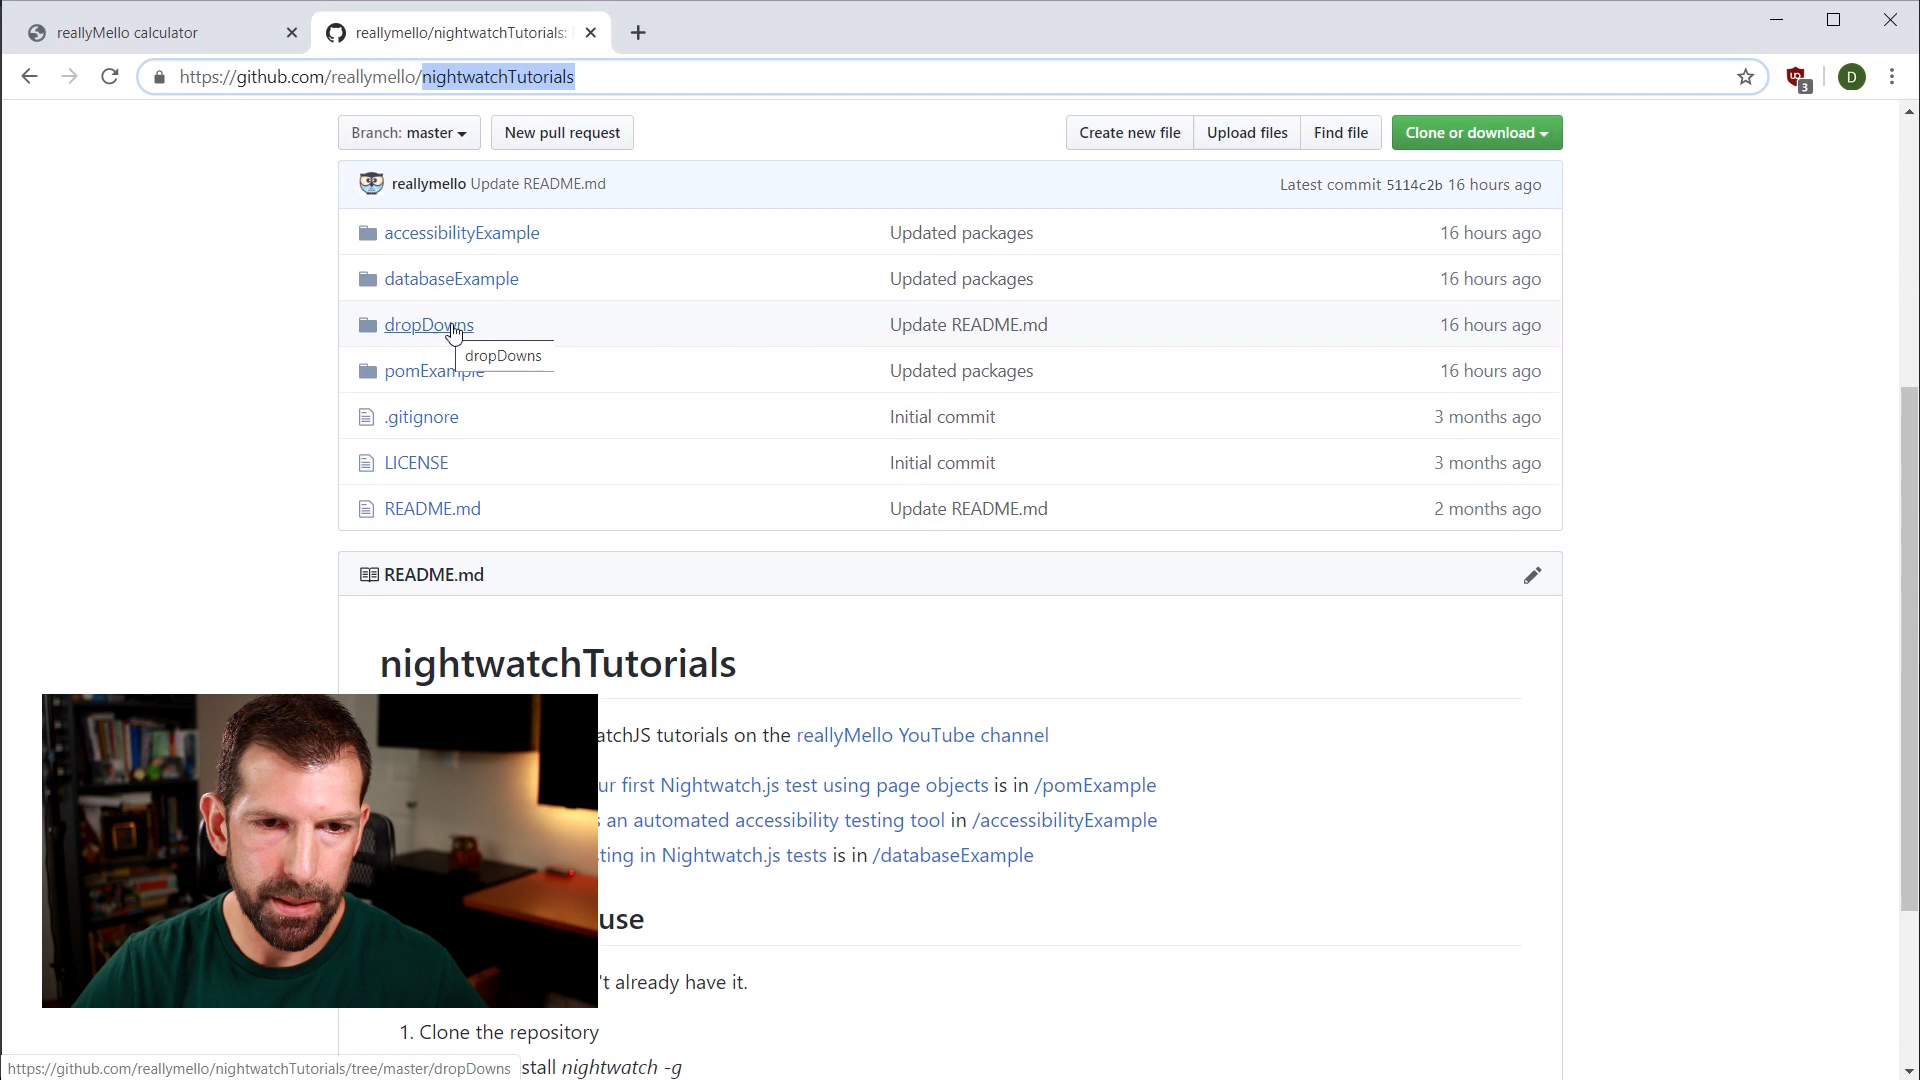 reallyMello calculator
reallymello/nightwatchTutorials:
https://github.com/reallymello/nightwatchTutorials
3
D
Branch: master
New pull request
Create new file
Upload files
Find file
Clone or download
reallymello Update README.md
Latest commit 5114c2b 16 hours ago
accessibilityExample Updated packages 16 hours ago
databaseExample Updated packages 16 hours ago
dropDowns Update README.md 16 hours ago
dropDowns
pomExample Updated packages 16 hours ago
.gitignore Initial commit 3 months ago
LICENSE Initial commit 3 months ago
README.md Update README.md 2 months ago
README.md
nightwatchTutorials
atchJS tutorials on the reallyMello YouTube channel
ur first Nightwatch.js test using page objects is in /pomExample
s an automated accessibility testing tool in /accessibilityExample
ting in Nightwatch.js tests is in /databaseExample
use
't already have it.
1. Clone the repository
stall nightwatch -g
https://github.com/reallymello/nightwatchTutorials/tree/master/dropDowns